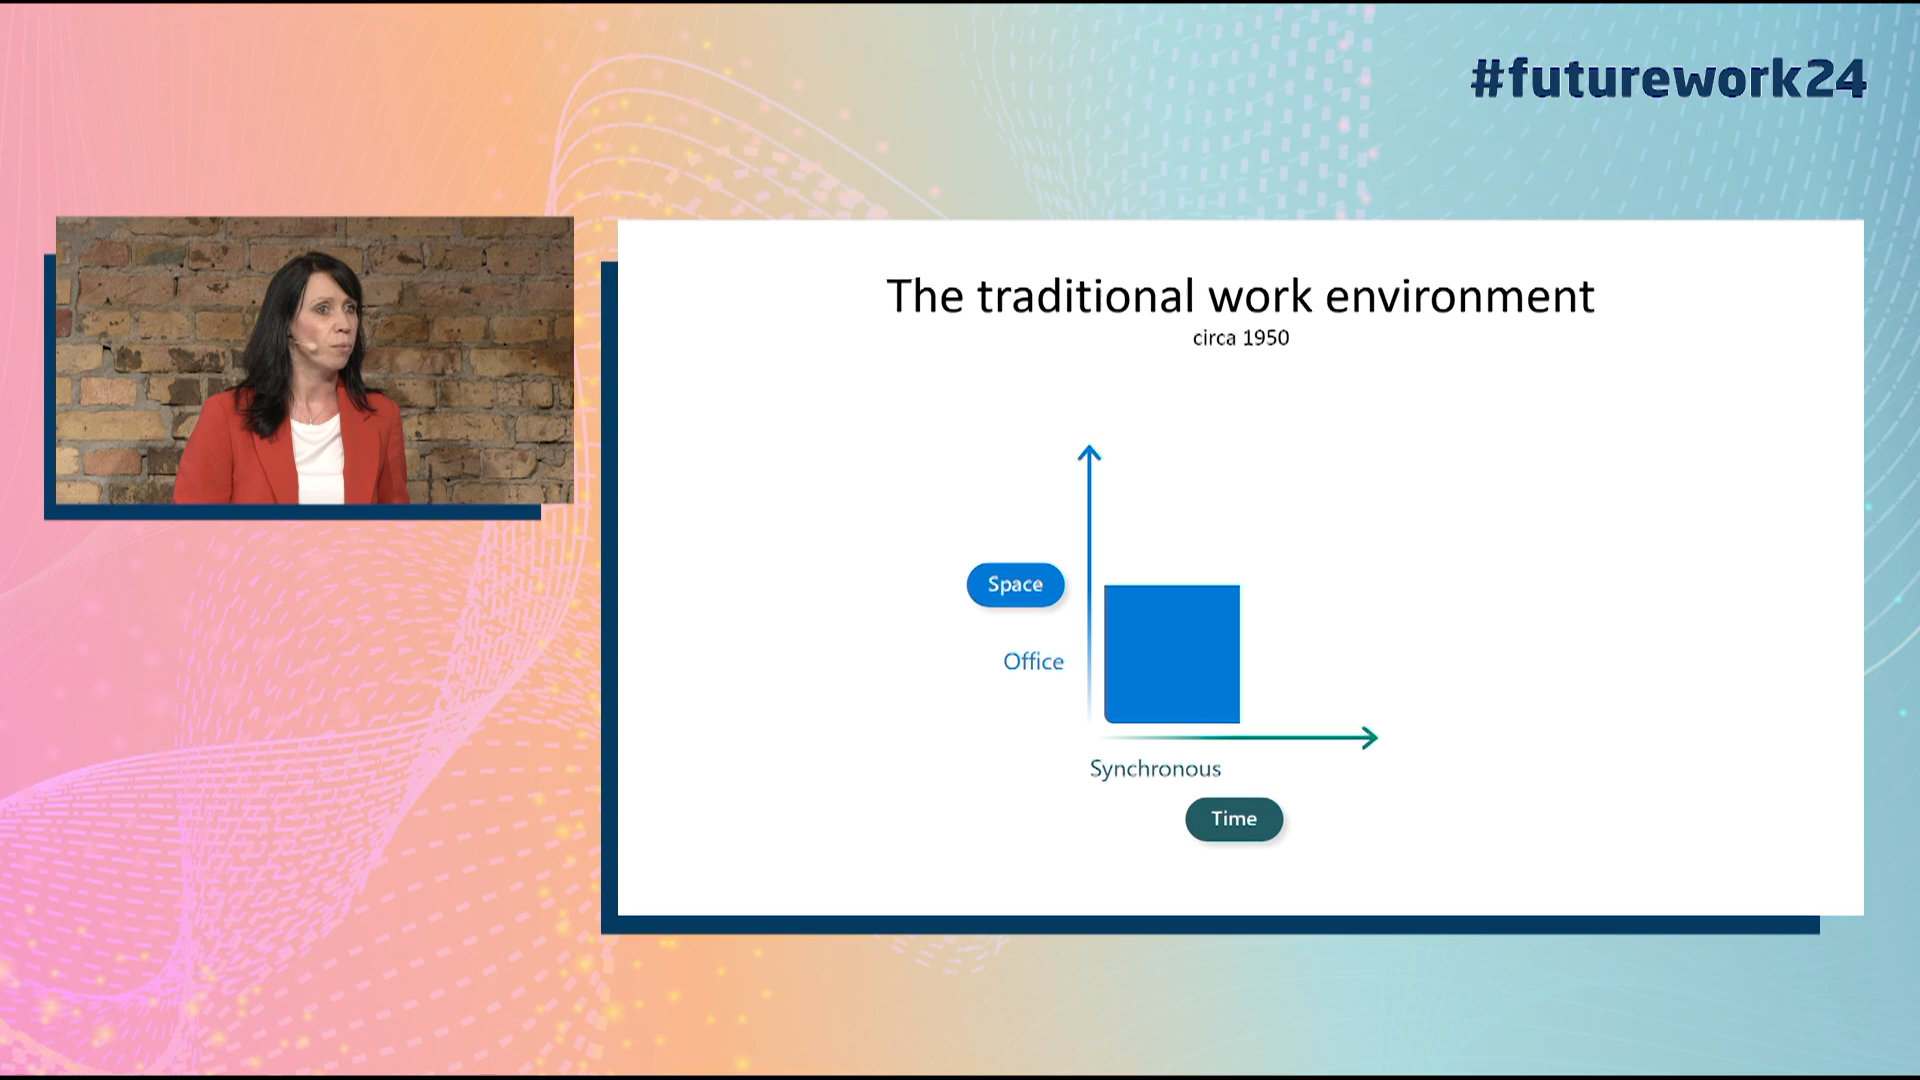 #futurework24
The traditional work environment
circa 1950
Space
Office
Synchronous
Time